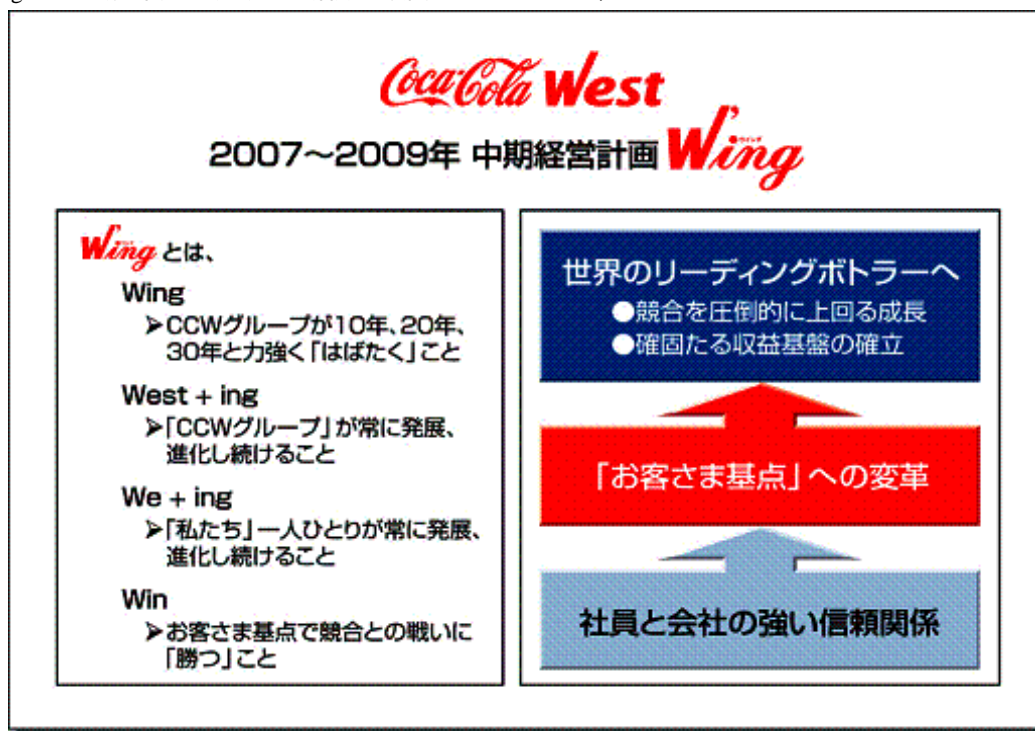 Coca-Cola West
2007～2009年 中期経営計画 Wing
Wing とは、
Wing
➢CCWグループが10年、20年、
30年と力強く「はばたく」こと
West + ing
➢「CCWグループ」が常に発展、
進化し続けること
We + ing
➢「私たち」一人ひとりが常に発展、
進化し続けること
Win
➢お客さま基点で競合との戦いに
「勝つ」こと
世界のリーディングボトラーへ
●競合を圧倒的に上回る成長
●確固たる収益基盤の確立
「お客さま基点」への変革
社員と会社の強い信頼関係